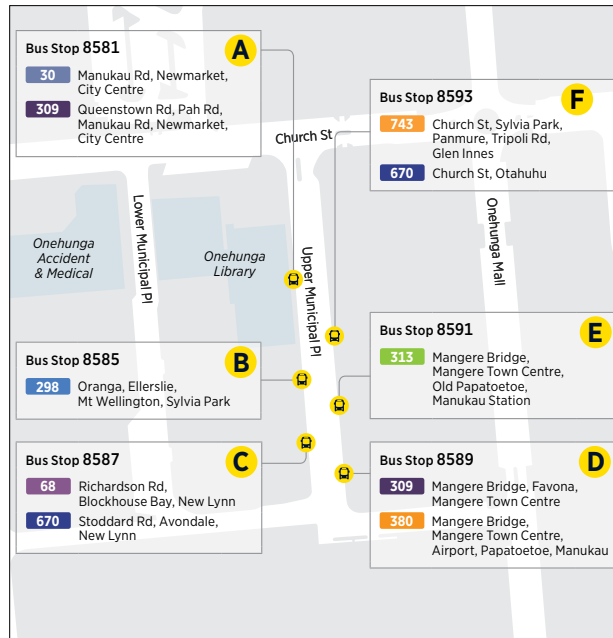 Bus Stop 8581
A
30
Manukau Rd, Newmarket,
City Centre
309
Queenstown Rd, Pah Rd,
Manukau Rd, Newmarket,
City Centre
Bus Stop 8593
F
743
Church St, Sylvia Park,
Panmure, Tripoli Rd,
Glen Innes
670
Church St, Otahuhu
Church St
Lower Municipal Pl
Onehunga
Accident
& Medical
Onehunga
Library
Upper Municipal Pl
Onehunga Mall
Bus Stop 8585
B
298
Oranga, Ellerslie,
Mt Wellington, Sylvia Park
Bus Stop 8591
E
313
Mangere Bridge,
Mangere Town Centre,
Old Papatoetoe,
Manukau Station
Bus Stop 8587
C
68
Richardson Rd,
Blockhouse Bay, New Lynn
670
Stoddard Rd, Avondale,
New Lynn
Bus Stop 8589
D
309
Mangere Bridge, Favona,
Mangere Town Centre
380
Mangere Bridge,
Mangere Town Centre,
Airport, Papatoetoe, Manukau